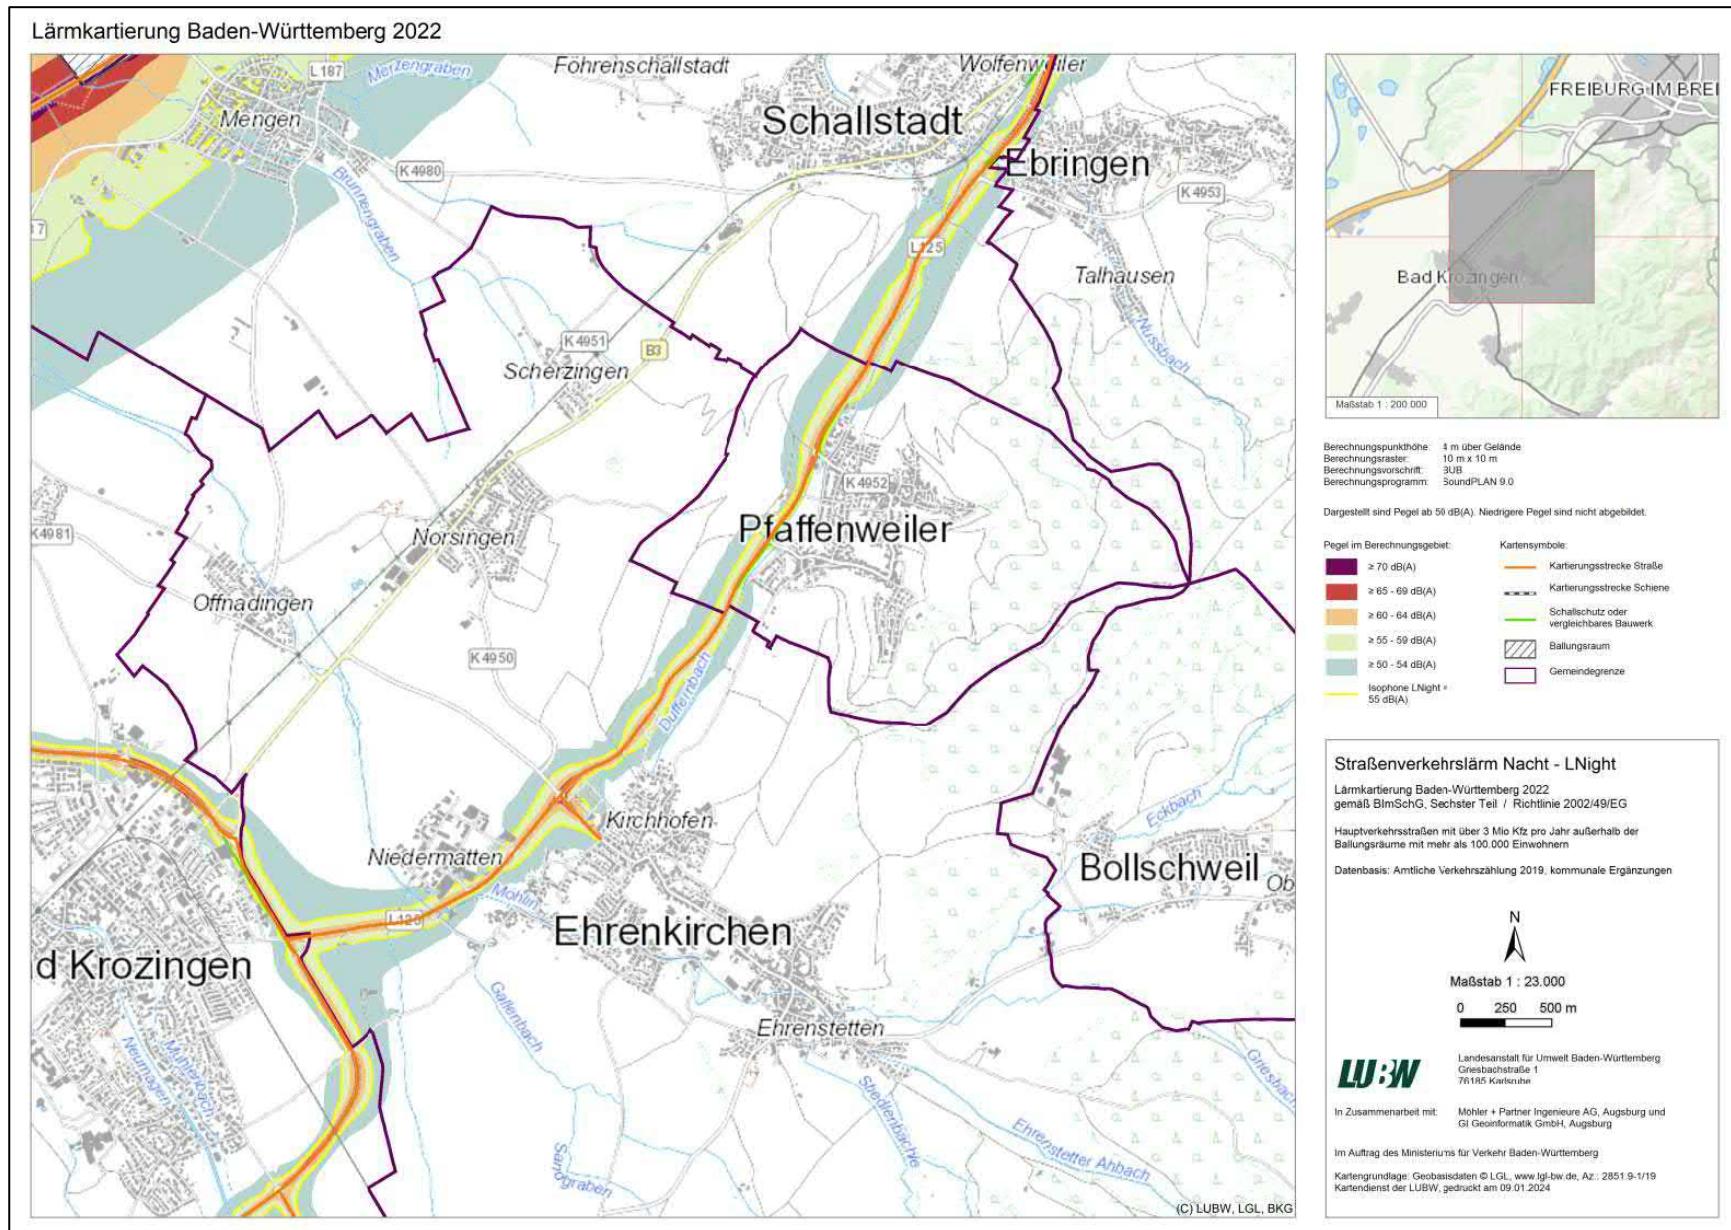 Lärmkartierung Baden-Württemberg 2022
L 187
Merzengraben
Föhrenschallstadt
Wolfenweiler
Mengen
Schallstadt
Ebringen
K 4980
K 4953
Brunnengraben
L125
Talhausen
Nussbach
K 4951
B3
Scherzingen
K 4952
K4981
Norsingen
Pfaffenweiler
Offnadingen
K 4950
Duffernbach
Kirchhofen
Eckbach
Niedermatten
Bollschweil
Ob
Möhlin
L125
Ehrenkirchen
d Krozingen
Gallenbach
Ehrenstetten
Neumagen
Mühlenbach
Griesbach
Ehrenstetter Ahbach
Sandgraben
(C) LUBW, LGL, BKG
FREIBURG IM BREI
Bad Krozingen
Maßstab 1 : 200 000
Berechnungspunkthöhe: 4 m über Gelände
Berechnungsraster: 10 m x 10 m
Berechnungsvorschrift: BUB
Berechnungsprogramm: SoundPLAN 9.0
Dargestellt sind Pegel ab 50 dB(A). Niedrigere Pegel sind nicht abgebildet.
Pegel im Berechnungsgebiet:
≥ 70 dB(A)
≥ 65 - 69 dB(A)
≥ 60 - 64 dB(A)
≥ 55 - 59 dB(A)
≥ 50 - 54 dB(A)
Isophone LNight =
55 dB(A)
Kartensymbole:
Kartierungsstrecke Straße
Kartierungsstrecke Schiene
Schallschutz oder
vergleichbares Bauwerk
Ballungsraum
Gemeindegrenze
Straßenverkehrslärm Nacht - LNight
Lärmkartierung Baden-Württemberg 2022
gemäß BImSchG, Sechster Teil / Richtlinie 2002/49/EG
Hauptverkehrsstraßen mit über 3 Mio Kfz pro Jahr außerhalb der
Ballungsräume mit mehr als 100.000 Einwohnern
Datenbasis: Amtliche Verkehrszählung 2019, kommunale Ergänzungen
N
Maßstab 1 : 23.000
0 250 500 m
LUBW
Landesanstalt für Umwelt Baden-Württemberg
Griesbachstraße 1
76185 Karlsruhe
In Zusammenarbeit mit: Möhler + Partner Ingenieure AG, Augsburg und
GI Geoinformatik GmbH, Augsburg
Im Auftrag des Ministeriums für Verkehr Baden-Württemberg
Kartengrundlage: Geobasisdaten © LGL, www.lgl-bw.de, Az.: 2851.9-1/19
Kartendienst der LUBW, gedruckt am 09.01.2024